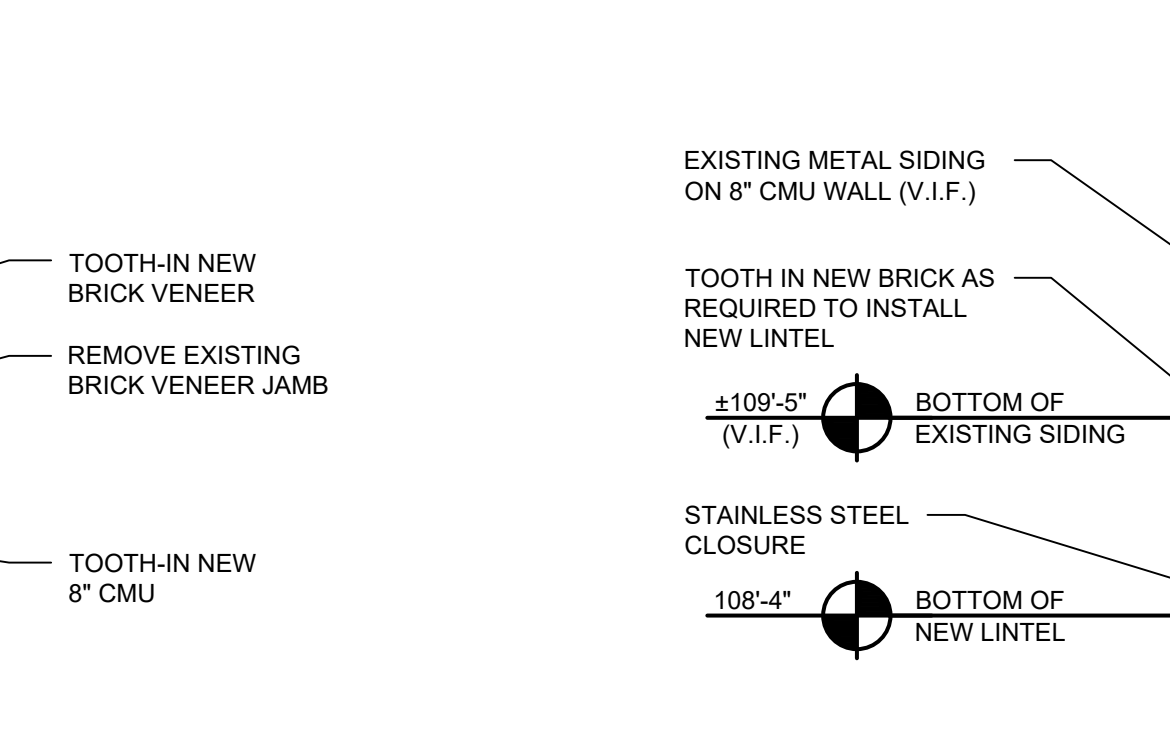 TOOTH-IN NEW
BRICK VENEER
REMOVE EXISTING
BRICK VENEER JAMB
TOOTH-IN NEW
8" CMU
EXISTING METAL SIDING
ON 8" CMU WALL (V.I.F.)
TOOTH IN NEW BRICK AS
REQUIRED TO INSTALL
NEW LINTEL
±109'-5" BOTTOM OF
(V.I.F.) EXISTING SIDING
STAINLESS STEEL
CLOSURE
108'-4" BOTTOM OF
NEW LINTEL